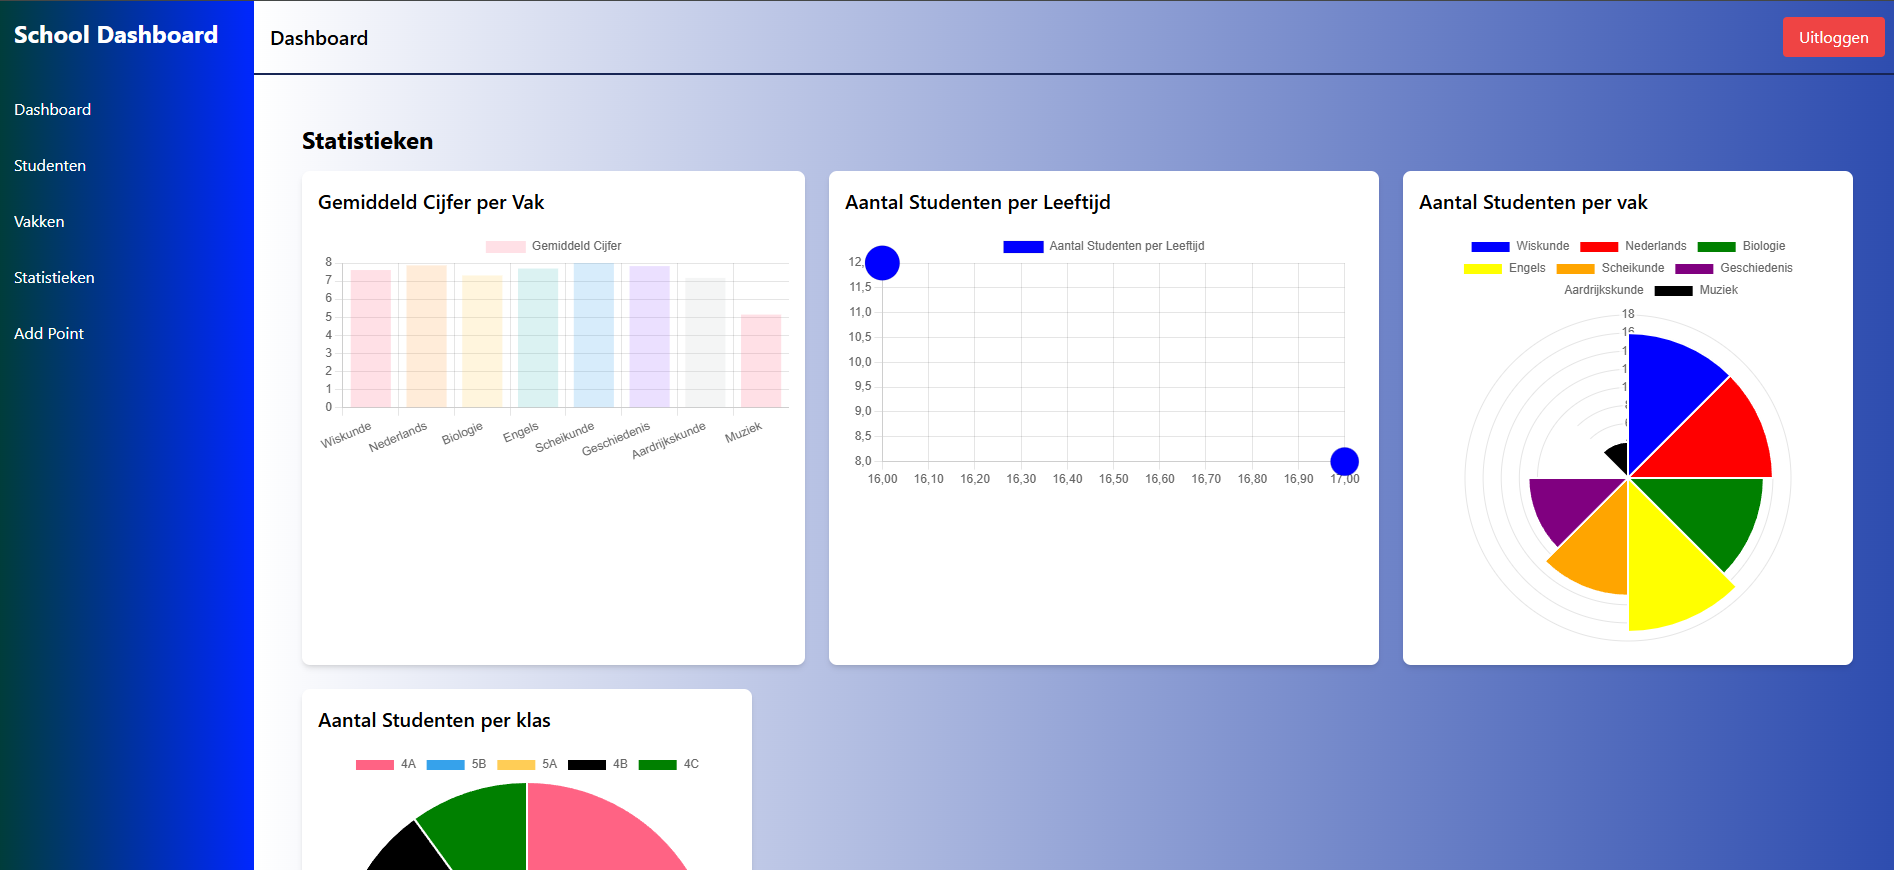 School Dashboard
Dashboard
Studenten
Vakken
Statistieken
Add Point
Dashboard
Uitloggen
Statistieken
Gemiddeld Cijfer per Vak
Gemiddeld Cijfer
8
7
6
5
4
3
2
1
0
Wiskunde Nederlands Biologie Engels Scheikunde Geschiedenis Aardrijkskunde Muziek
Aantal Studenten per Leeftijd
Aantal Studenten per Leeftijd
12,
11,5
11,0
10,5
10,0
9,5
9,0
8,5
8,0
16,00 16,10 16,20 16,30 16,40 16,50 16,60 16,70 16,80 16,90 17,00
Aantal Studenten per vak
Wiskunde Nederlands Biologie
Engels Scheikunde Geschiedenis
Aardrijkskunde Muziek
18
16
Aantal Studenten per klas
4A 5B 5A 4B 4C